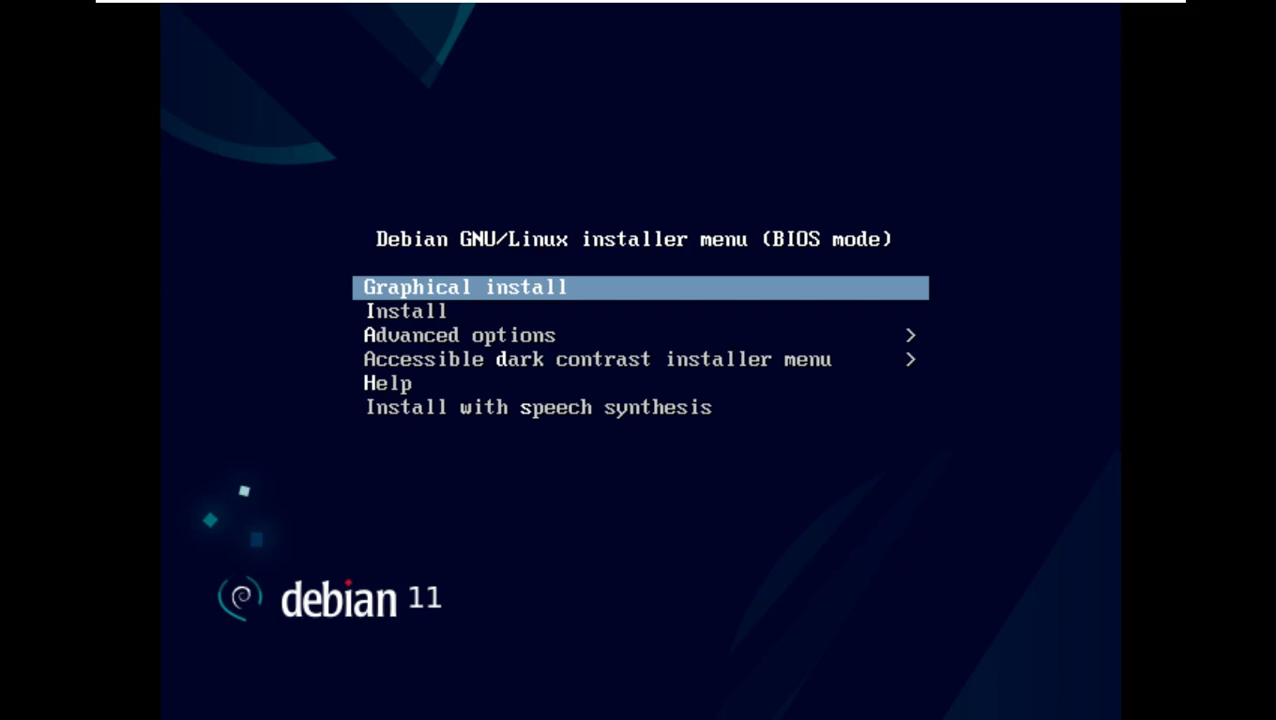 Debian GNU/Linux installer menu (BIOS mode)
Graphical install
Install
Advanced options >
Accessible dark contrast installer menu >
Help
Install with speech synthesis
debian 11